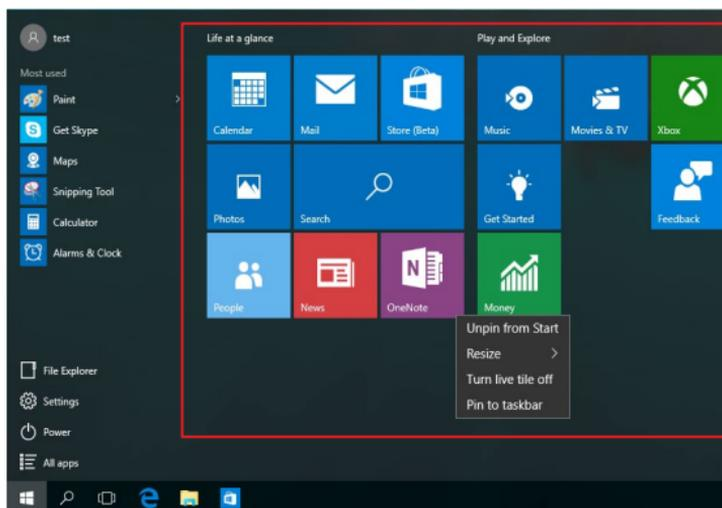 test
Most used
Paint
Get Skype
Maps
Snipping Tool
Calculator
Alarms & Clock
File Explorer
Settings
Power
All apps
Life at a glance
Calendar
Mail
Store (Beta)
Photos
Search
People
News
OneNote
Play and Explore
Music
Movies & TV
Xbox
Get Started
Feedback
Money
Unpin from Start
Resize
Turn live tile off
Pin to taskbar